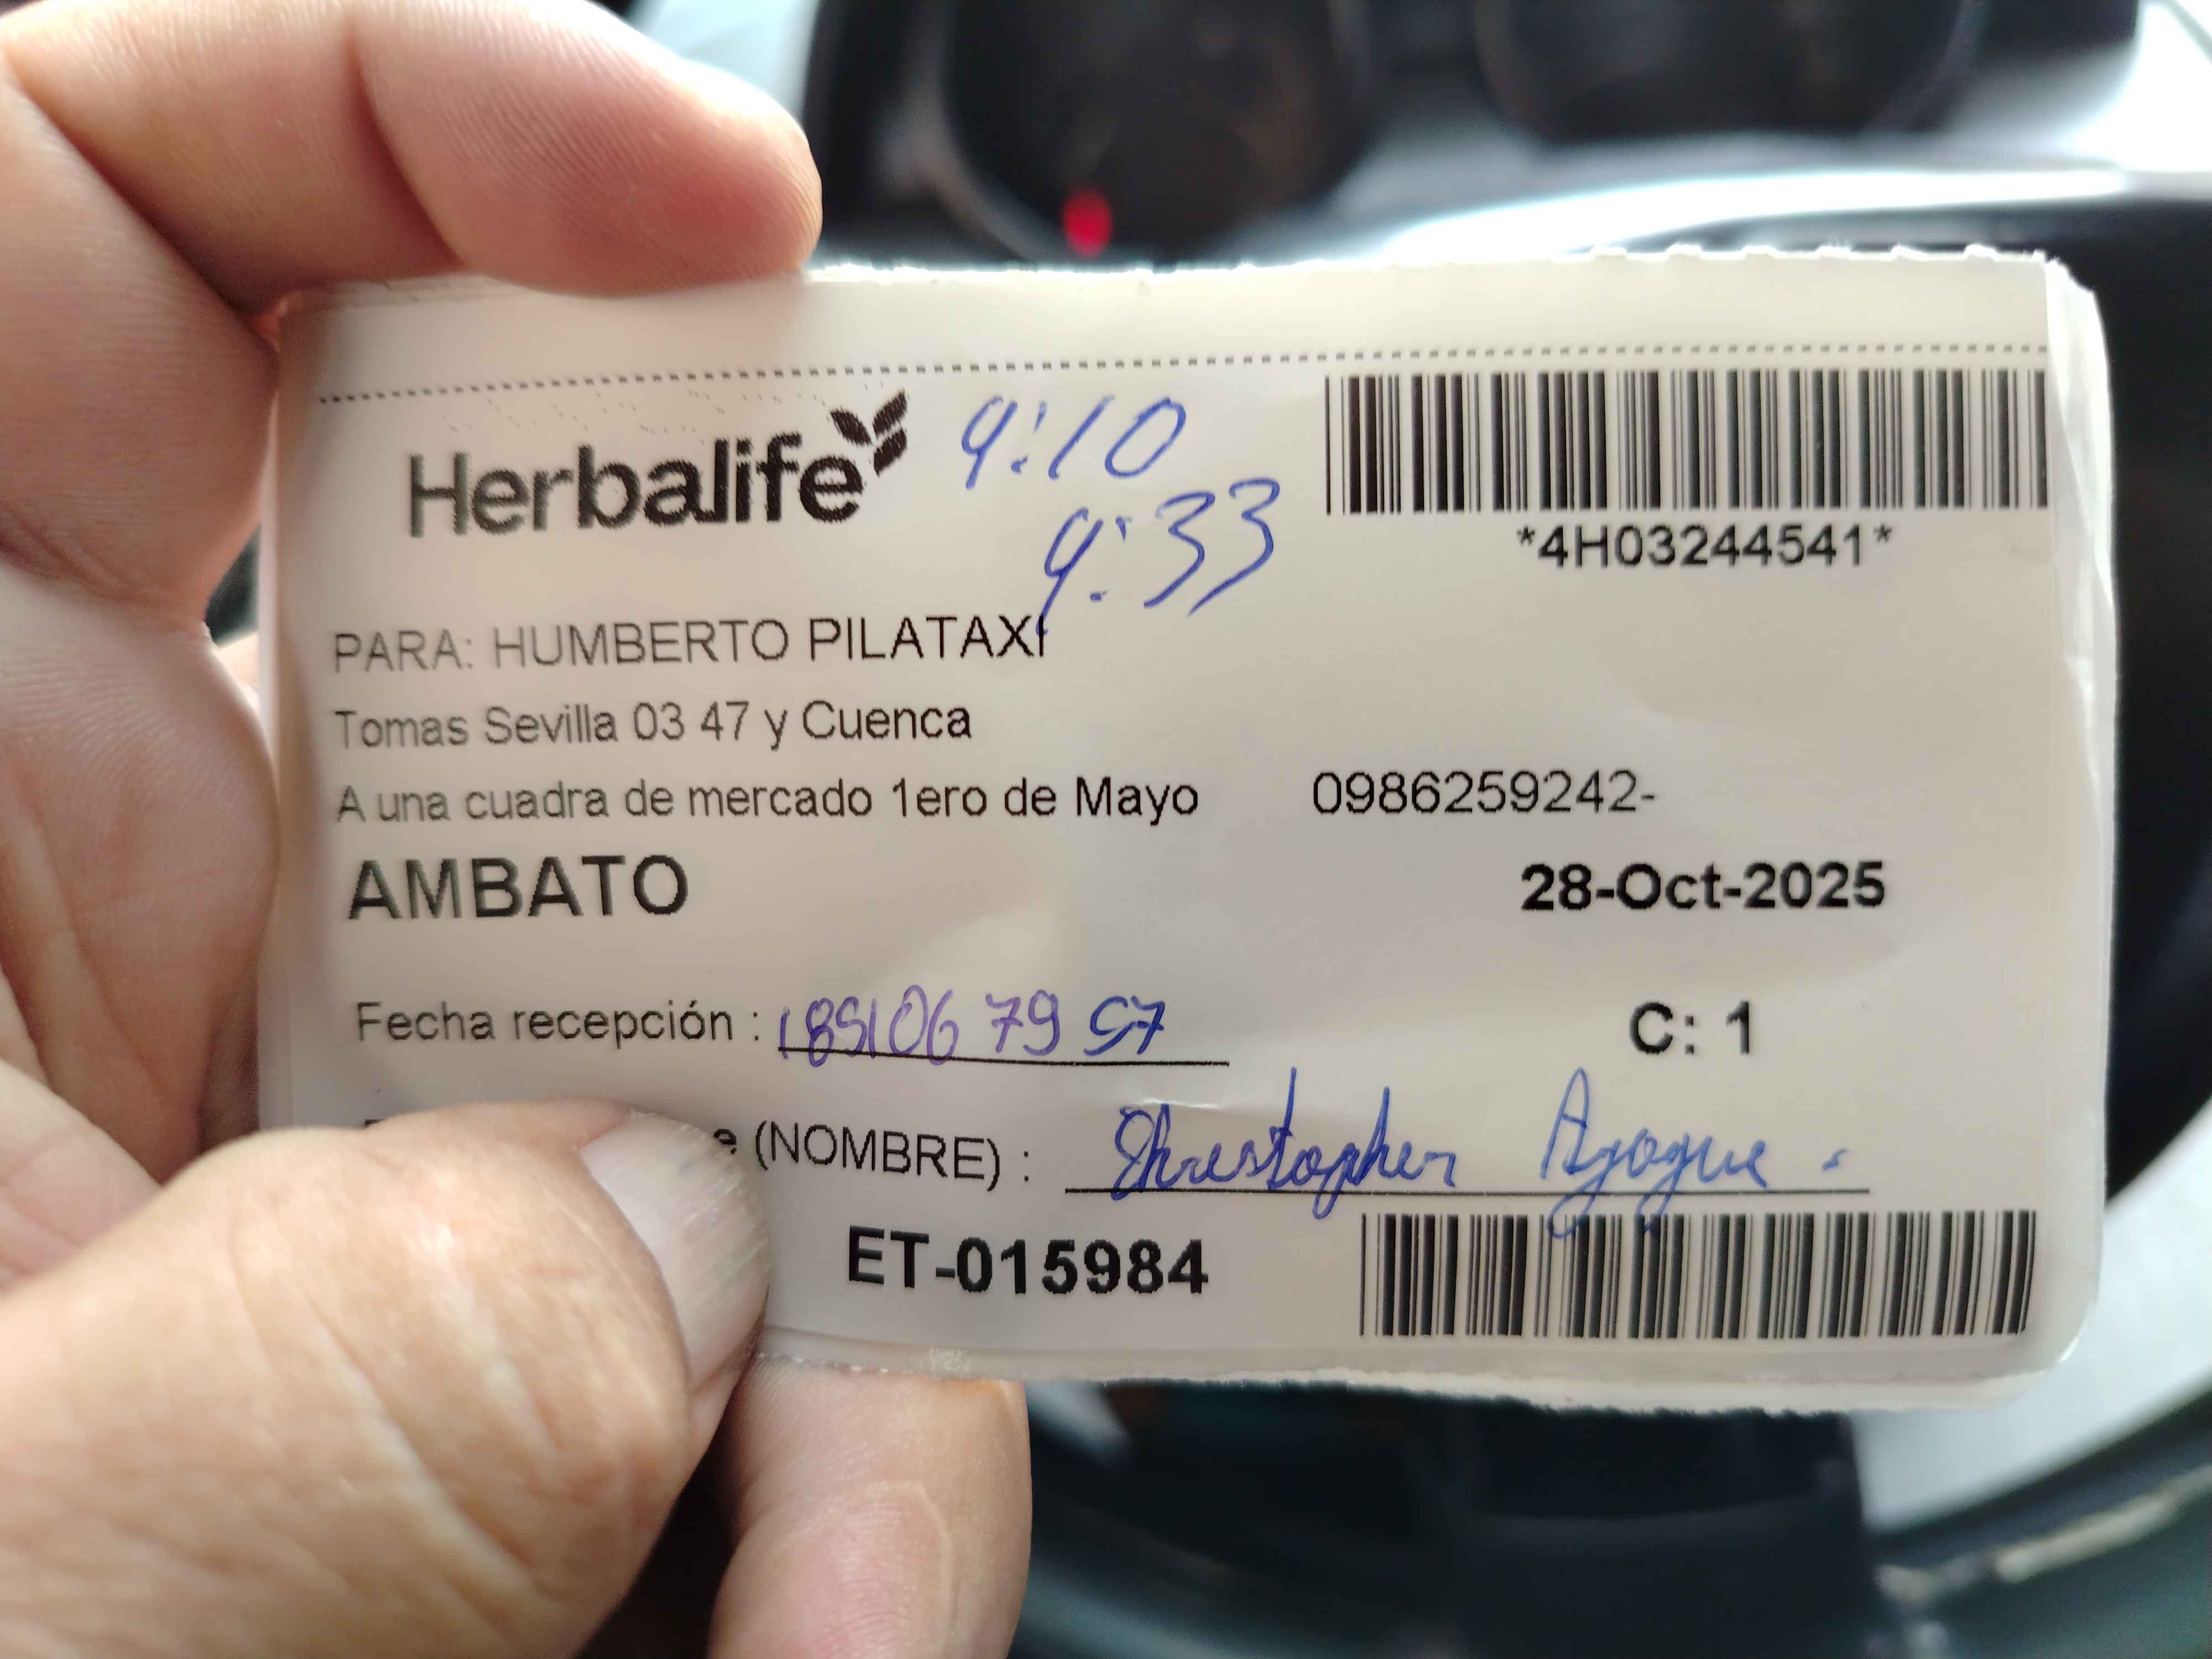 Herbalife 9:10
9:33
*4H03244541*
PARA: HUMBERTO PILATAXI
Tomas Sevilla 03 47 y Cuenca
A una cuadra de mercado 1ero de Mayo 0986259242-
AMBATO 28-Oct-2025
Fecha recepción : C: 1
e (NOMBRE) :
ET-015984